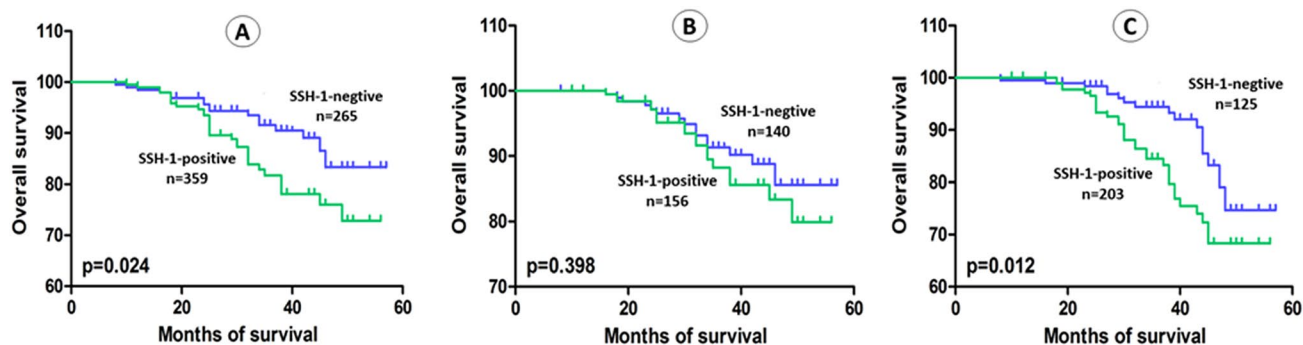 A
110
100
90
80
70
60
Overall survival
SSH-1-negtive
n=265
SSH-1-positive
n=359
p=0.024
0
20
40
60
Months of survival
B
110
100
90
80
70
Overall survival
SSH-1-negtive
n=140
SSH-1-positive
n=156
p=0.398
0
20
40
60
Months of survival
C
110
100
90
80
70
60
Overall survival
SSH-1-negtive
n=125
SSH-1-positive
n=203
p=0.012
0
20
40
60
Months of survival